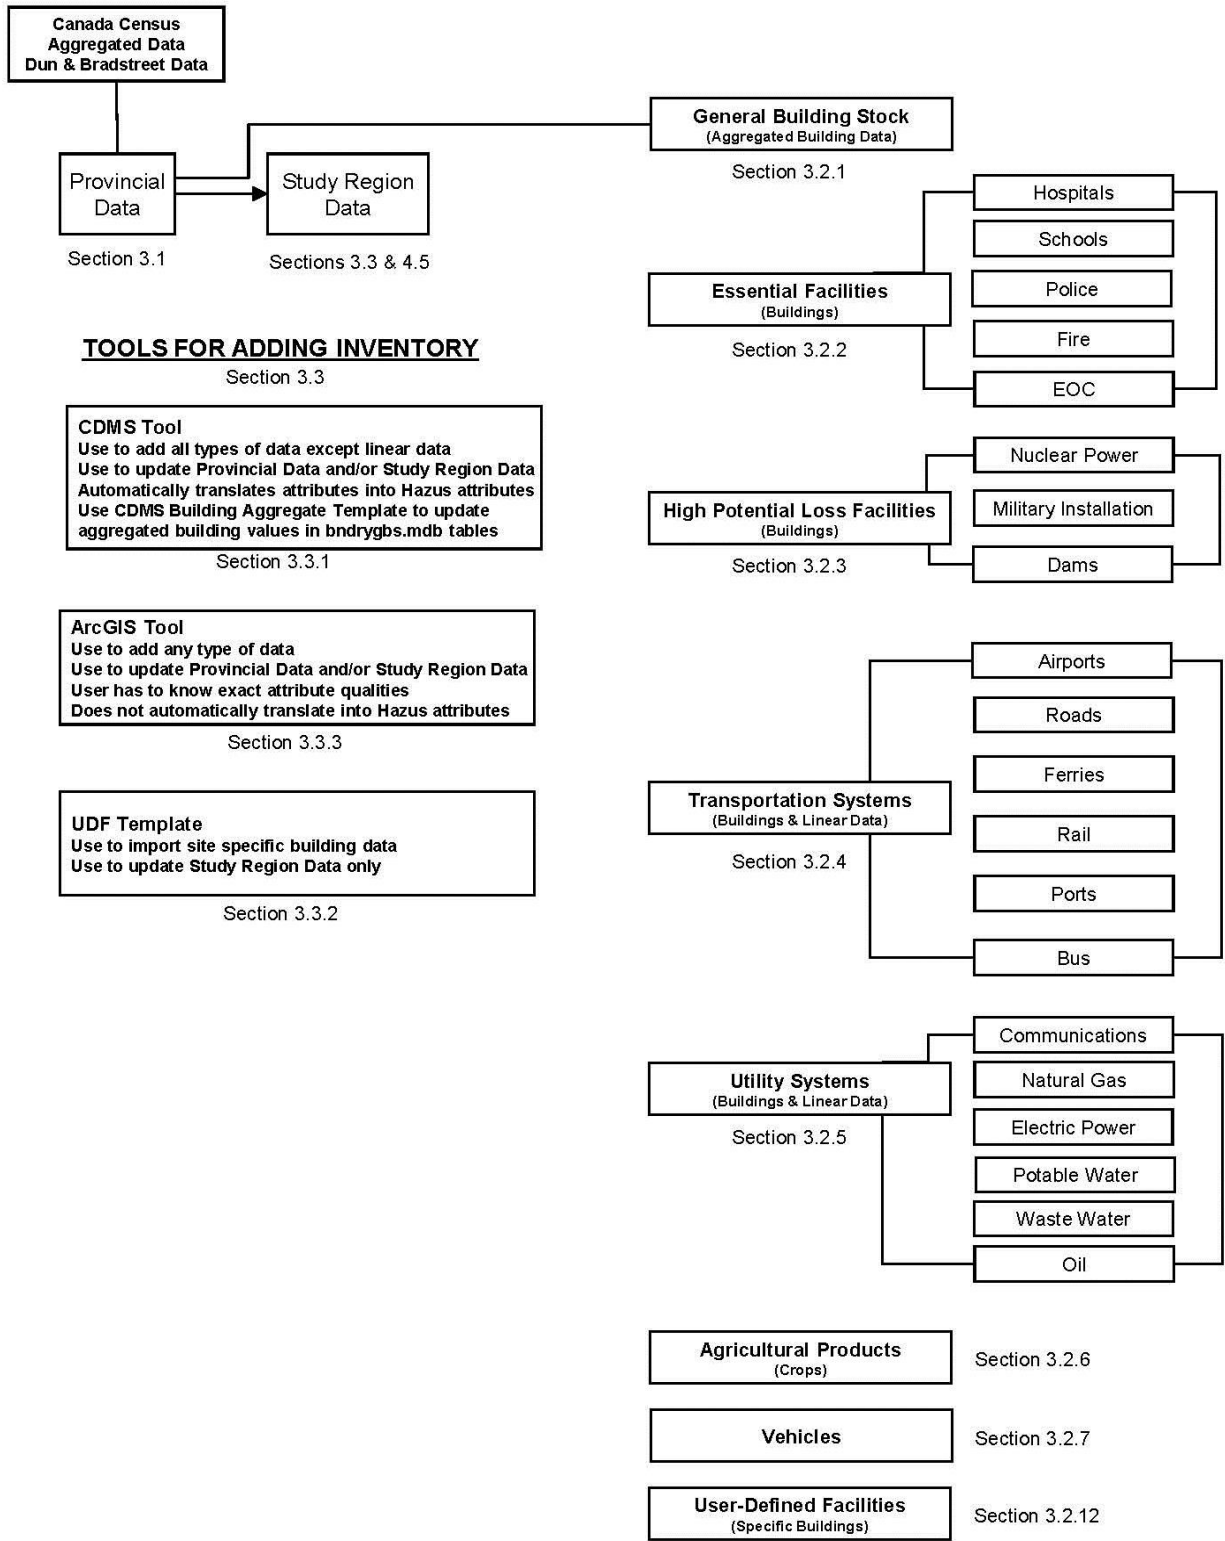 Canada Census
Aggregated Data
Dun & Bradstreet Data
Provincial
Data
Section 3.1
Study Region
Data
Sections 3.3 & 4.5
TOOLS FOR ADDING INVENTORY
Section 3.3
CDMS Tool
Use to add all types of data except linear data
Use to update Provincial Data and/or Study Region Data
Automatically translates attributes into Hazus attributes
Use CDMS Building Aggregate Template to update
aggregated building values in bndrygbs.mdb tables
Section 3.3.1
ArcGIS Tool
Use to add any type of data
Use to update Provincial Data and/or Study Region Data
User has to know exact attribute qualities
Does not automatically translate into Hazus attributes
Section 3.3.3
UDF Template
Use to import site specific building data
Use to update Study Region Data only
Section 3.3.2
General Building Stock
(Aggregated Building Data)
Section 3.2.1
Essential Facilities
(Buildings)
Section 3.2.2
Hospitals
Schools
Police
Fire
EOC
High Potential Loss Facilities
(Buildings)
Section 3.2.3
Nuclear Power
Military Installation
Dams
Transportation Systems
(Buildings & Linear Data)
Section 3.2.4
Airports
Roads
Ferries
Rail
Ports
Bus
Utility Systems
(Buildings & Linear Data)
Section 3.2.5
Communications
Natural Gas
Electric Power
Potable Water
Waste Water
Oil
Agricultural Products
(Crops)
Section 3.2.6
Vehicles
Section 3.2.7
User-Defined Facilities
(Specific Buildings)
Section 3.2.12